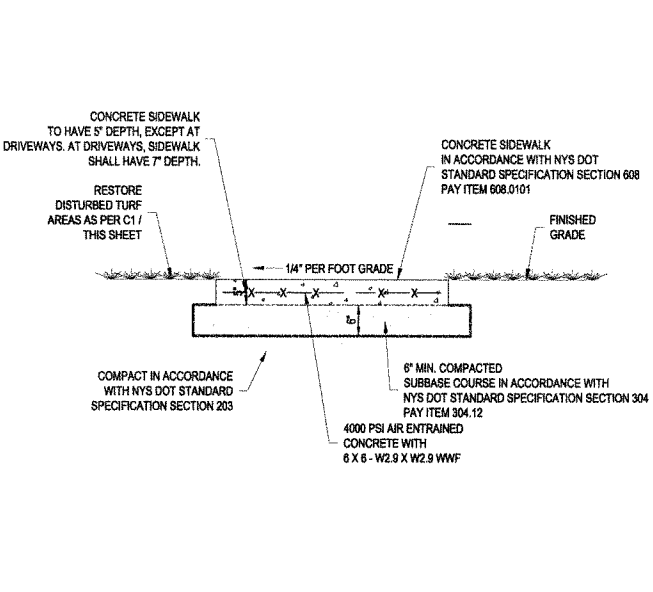 CONCRETE SIDEWALK
TO HAVE 5" DEPTH, EXCEPT AT
DRIVEWAYS. AT DRIVEWAYS, SIDEWALK
SHALL HAVE 7" DEPTH.
CONCRETE SIDEWALK
IN ACCORDANCE WITH NYS DOT
STANDARD SPECIFICATION SECTION 608
PAY ITEM 608.0101
RESTORE
DISTURBED TURF
AREAS AS PER C1 /
THIS SHEET
FINISHED
GRADE
1/4" PER FOOT GRADE
5"
6"
COMPACT IN ACCORDANCE
WITH NYS DOT STANDARD
SPECIFICATION SECTION 203
6" MIN. COMPACTED
SUBBASE COURSE IN ACCORDANCE WITH
NYS DOT STANDARD SPECIFICATION SECTION 304
PAY ITEM 304.12
4000 PSI AIR ENTRAINED
CONCRETE WITH
6 X 6 - W2.9 X W2.9 WWF